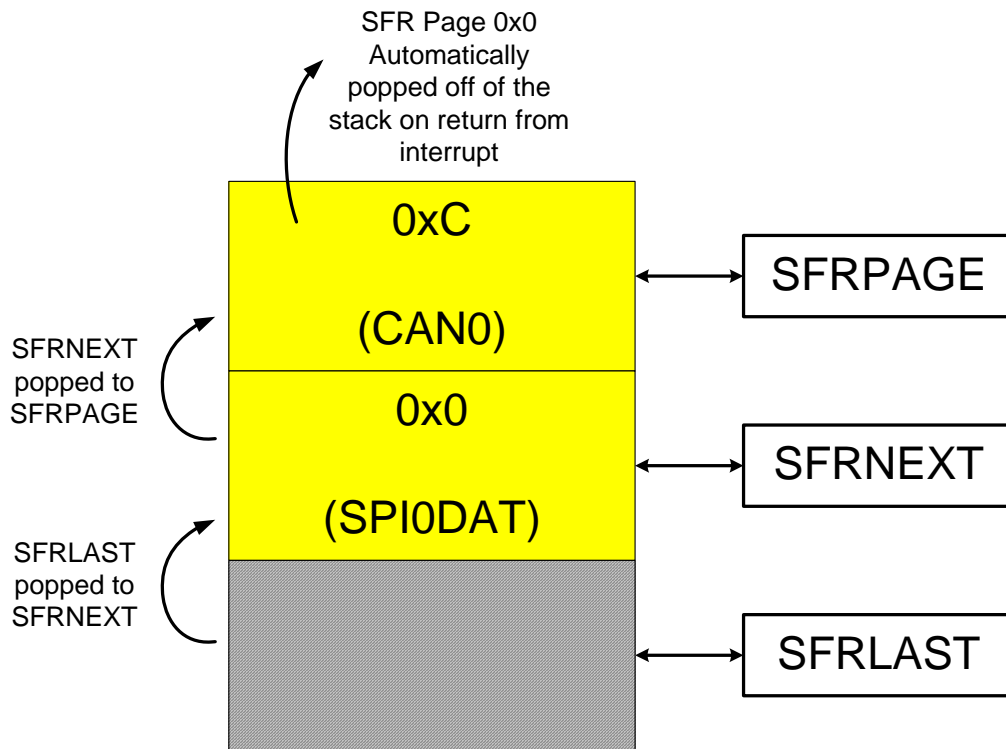 SFR Page 0x0
Automatically
popped off of the
stack on return from
interrupt
0xC
(CAN0)
SFRPAGE
SFRNEXT
popped to
SFRPAGE
0x0
(SPI0DAT)
SFRNEXT
SFRLAST
popped to
SFRNEXT
SFRLAST